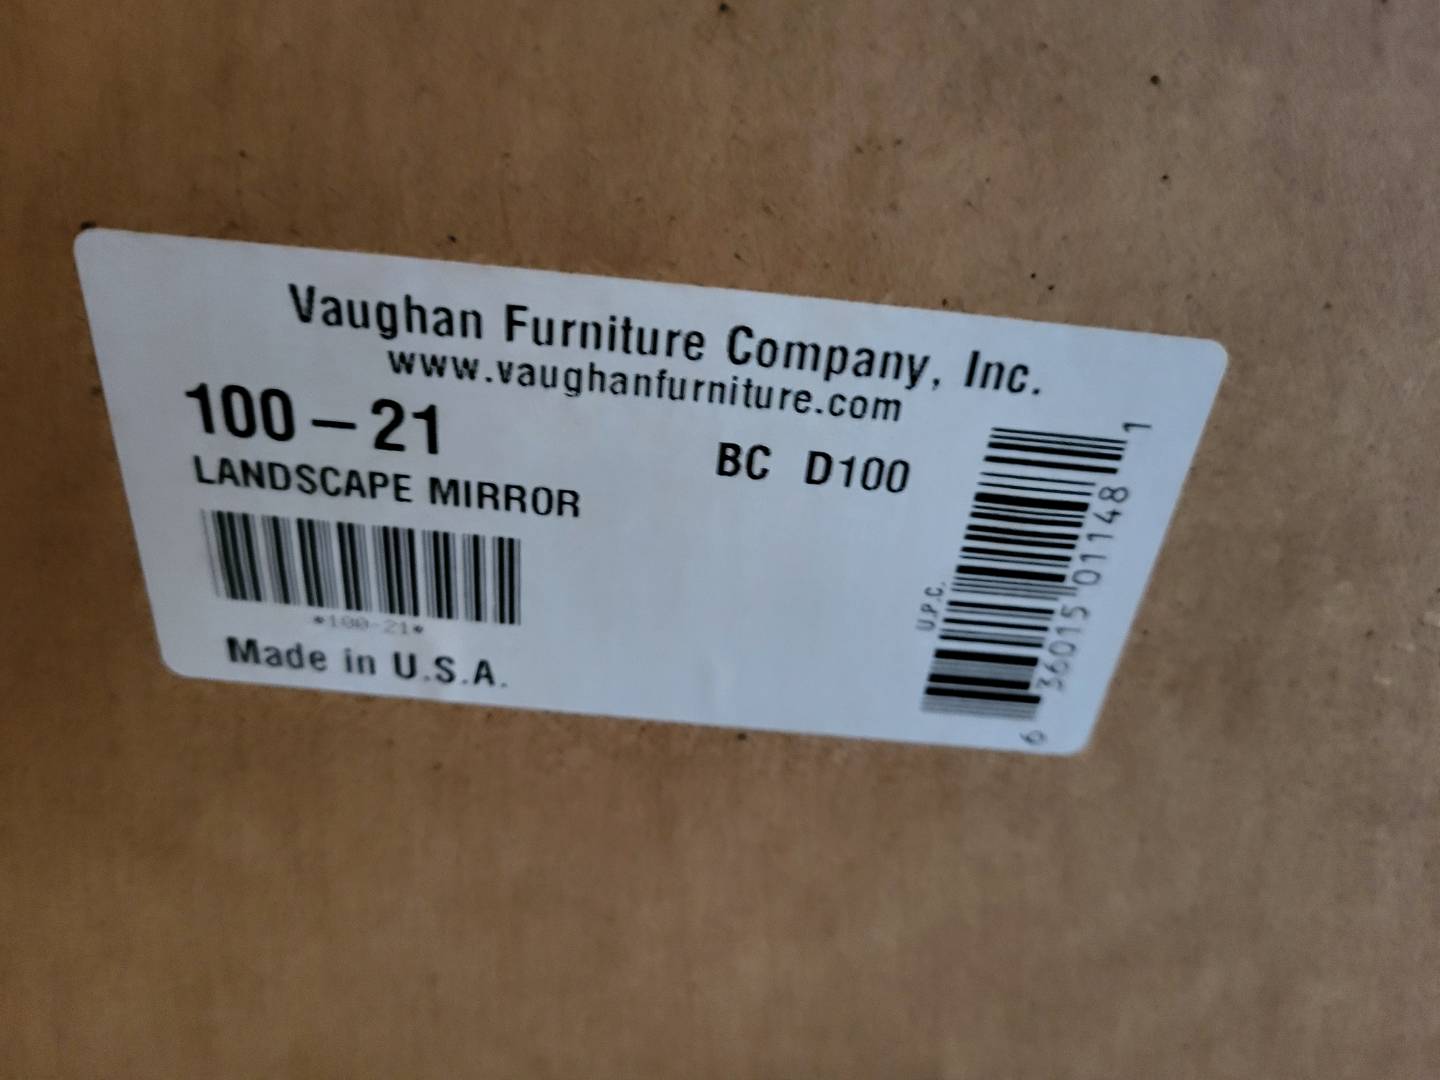 Vaughan Furniture Company, Inc.
www.vaughanfurniture.com
100-21
BC D100
LANDSCAPE MIRROR
*100-21*
Made in U.S.A.
U.P.C.
6 36015 01148 1